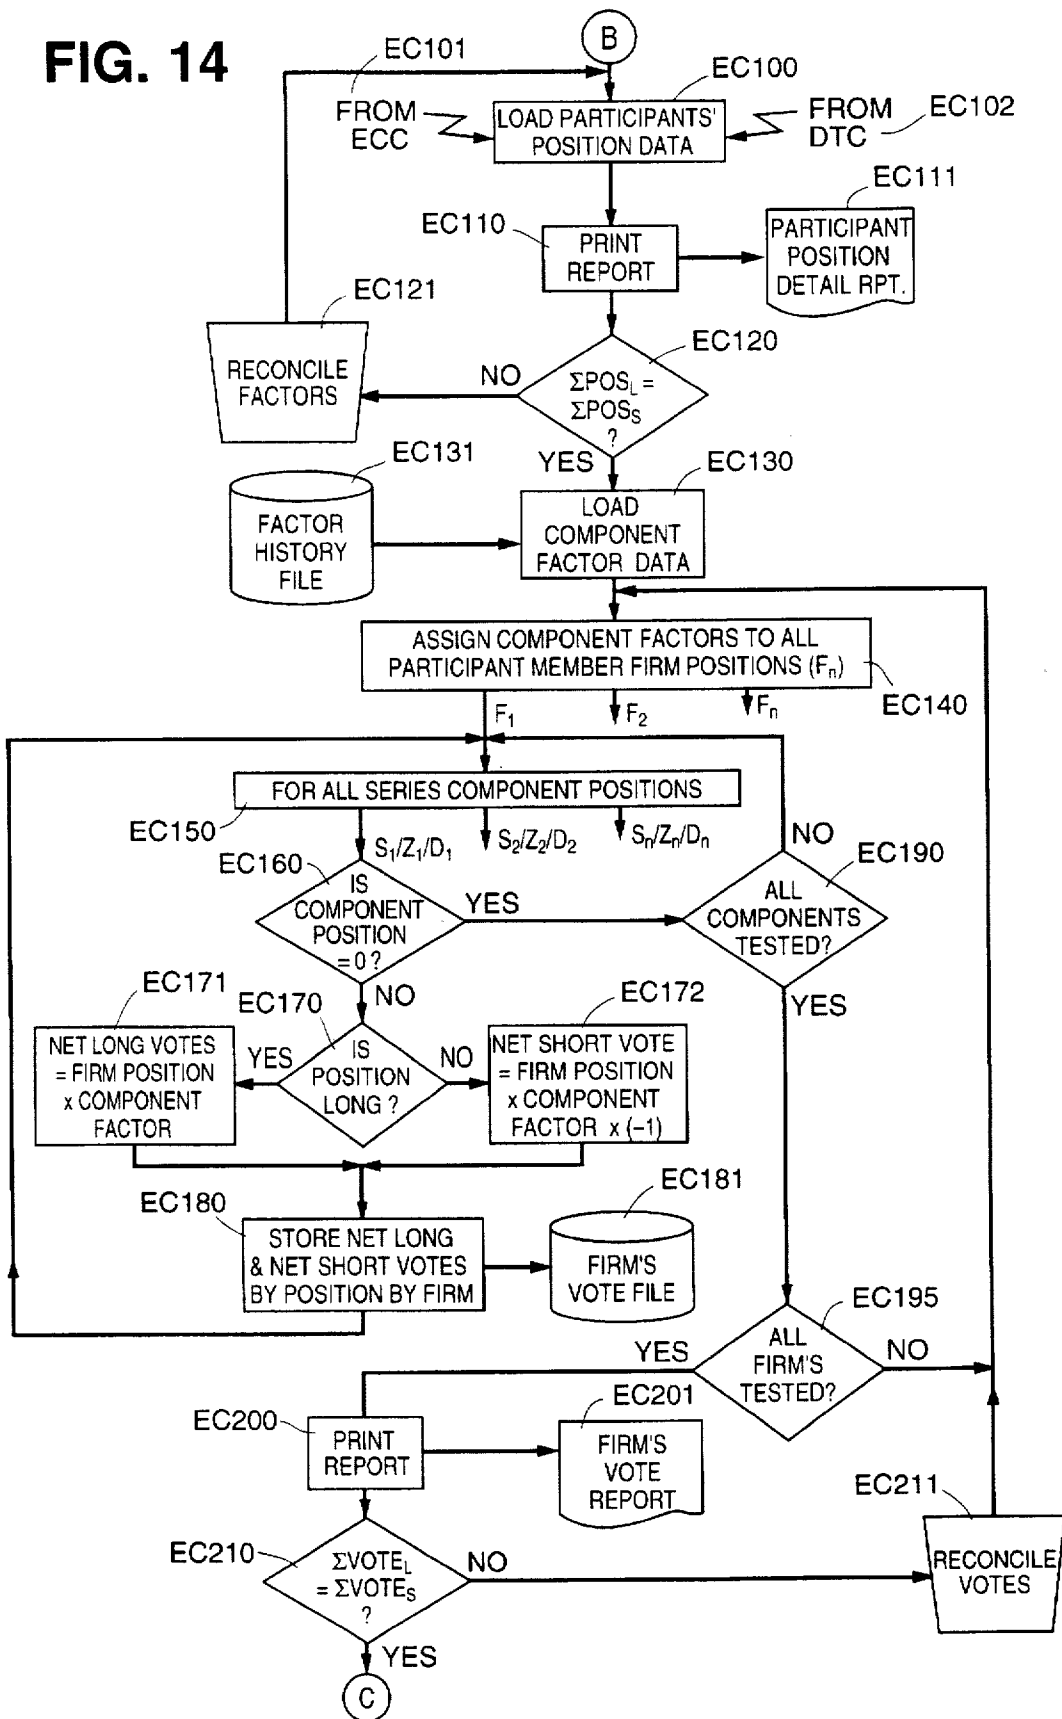 FIG. 14
B
EC101
EC100
FROM
ECC
LOAD PARTICIPANTS'
POSITION DATA
FROM
DTC
EC102
EC111
EC110
PRINT
REPORT
PARTICIPANT
POSITION
DETAIL RPT.
EC121
EC120
RECONCILE
FACTORS
NO
ΣPOS_L =
ΣPOS_S
?
YES
EC131
EC130
FACTOR
HISTORY
FILE
LOAD
COMPONENT
FACTOR DATA
ASSIGN COMPONENT FACTORS TO ALL
PARTICIPANT MEMBER FIRM POSITIONS (F_n)
EC140
F_1
F_2
F_n
FOR ALL SERIES COMPONENT POSITIONS
EC150
S_1/Z_1/D_1
S_2/Z_2/D_2
S_n/Z_n/D_n
NO
EC160
EC190
IS
COMPONENT
POSITION
= 0 ?
YES
ALL
COMPONENTS
TESTED?
NO
YES
EC171
EC170
EC172
NET LONG VOTES
= FIRM POSITION
x COMPONENT
FACTOR
YES
IS
POSITION
LONG ?
NO
NET SHORT VOTE
= FIRM POSITION
x COMPONENT
FACTOR x (−1)
EC180
EC181
STORE NET LONG
& NET SHORT VOTES
BY POSITION BY FIRM
FIRM'S
VOTE FILE
EC195
YES
ALL
FIRM'S
TESTED?
NO
EC200
EC201
PRINT
REPORT
FIRM'S
VOTE
REPORT
EC211
EC210
ΣVOTE_L
= ΣVOTE_S
?
NO
RECONCILE
VOTES
YES
C